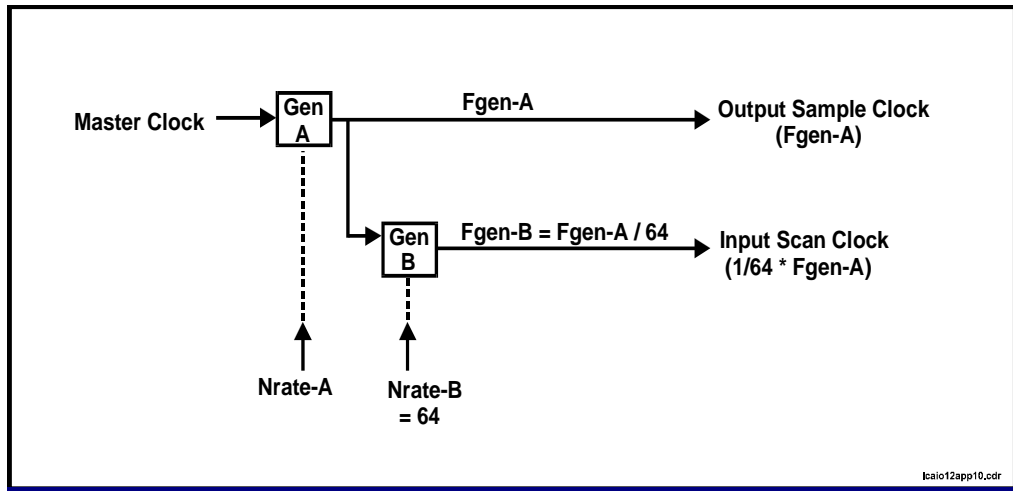 Master Clock
Gen
A
Fgen-A
Output Sample Clock
(Fgen-A)
Gen
B
Fgen-B = Fgen-A / 64
Input Scan Clock
(1/64 * Fgen-A)
Nrate-A
Nrate-B
= 64
lcaio12app10.cdr